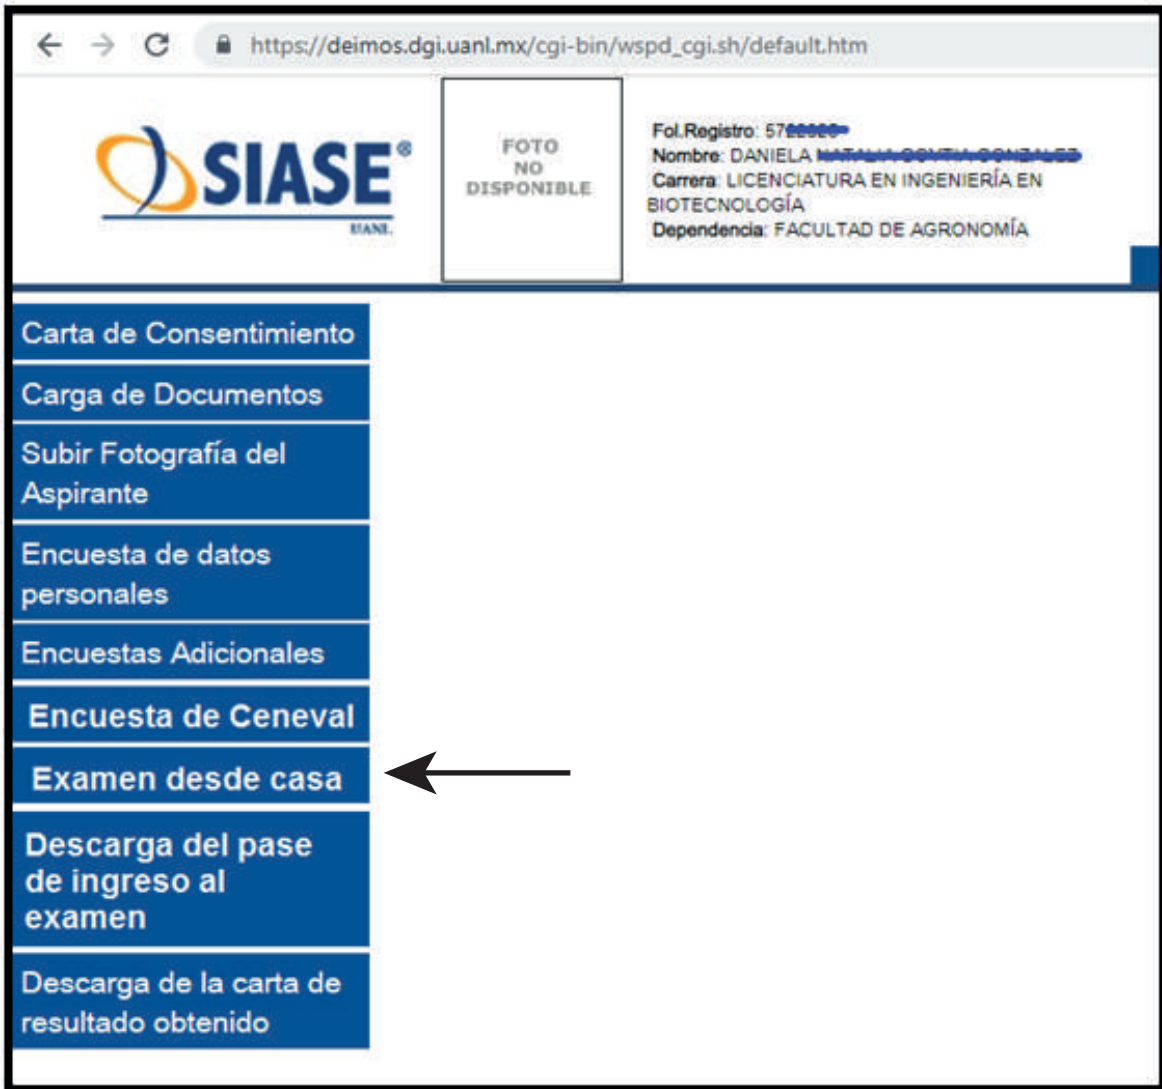 https://deimos.dgi.uanl.mx/cgi-bin/wspd_cgi.sh/default.htm
SIASE®
UANL
FOTO
NO
DISPONIBLE
Fol.Registro: 57
Nombre: DANIELA
Carrera: LICENCIATURA EN INGENIERÍA EN
BIOTECNOLOGÍA
Dependencia: FACULTAD DE AGRONOMÍA
Carta de Consentimiento
Carga de Documentos
Subir Fotografía del
Aspirante
Encuesta de datos
personales
Encuestas Adicionales
Encuesta de Ceneval
Examen desde casa
Descarga del pase
de ingreso al
examen
Descarga de la carta de
resultado obtenido